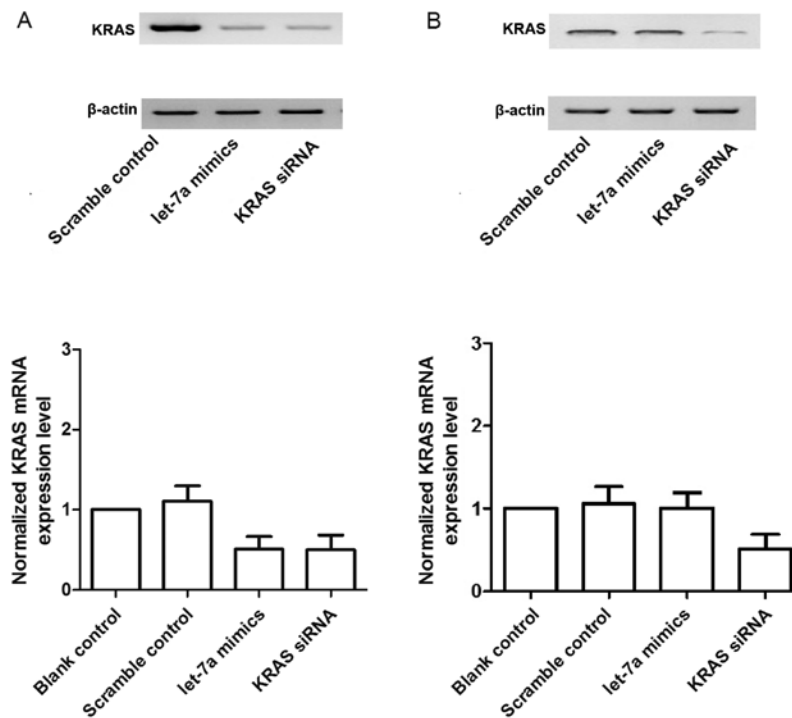 A
KRAS
β-actin
Scramble control
let-7a mimics
KRAS siRNA
B
KRAS
β-actin
Scramble control
let-7a mimics
KRAS siRNA
Normalized KRAS mRNA
expression level
3
2
1
0
Blank control
Scramble control
let-7a mimics
KRAS siRNA
Normalized KRAS mRNA
expression level
3
2
1
0
Blank control
Scramble control
let-7a mimics
KRAS siRNA